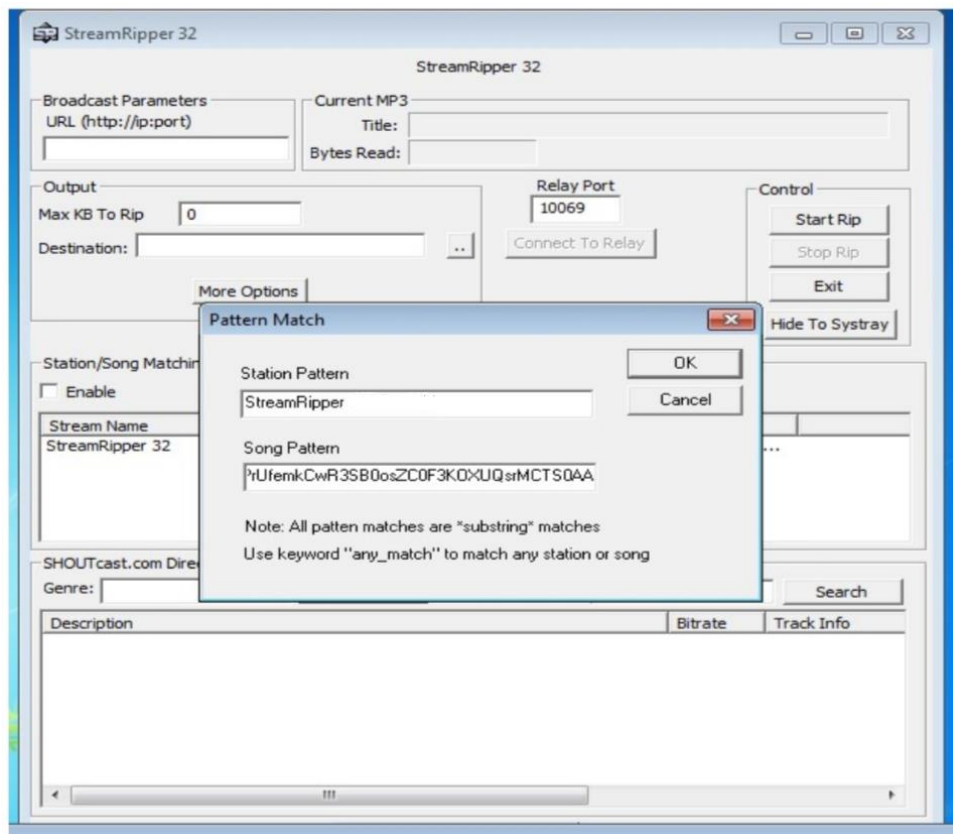 StreamRipper 32
StreamRipper 32
Broadcast Parameters
URL (http://ip:port)
Current MP3
Title:
Bytes Read:
Output
Max KB To Rip 0
Destination: ..
More Options
Relay Port
10069
Connect To Relay
Control
Start Rip
Stop Rip
Exit
Hide To Systray
Station/Song Matchin
Enable
Stream Name
StreamRipper 32
...
Pattern Match
Station Pattern
StreamRipper
Song Pattern
rUfemkCwR3SB0osZC0F3KOXUQsrMCTS0AA
OK
Cancel
Note: All patten matches are *substring* matches
Use keyword "any_match" to match any station or song
SHOUTcast.com Dire
Genre:
Search
Description Bitrate Track Info